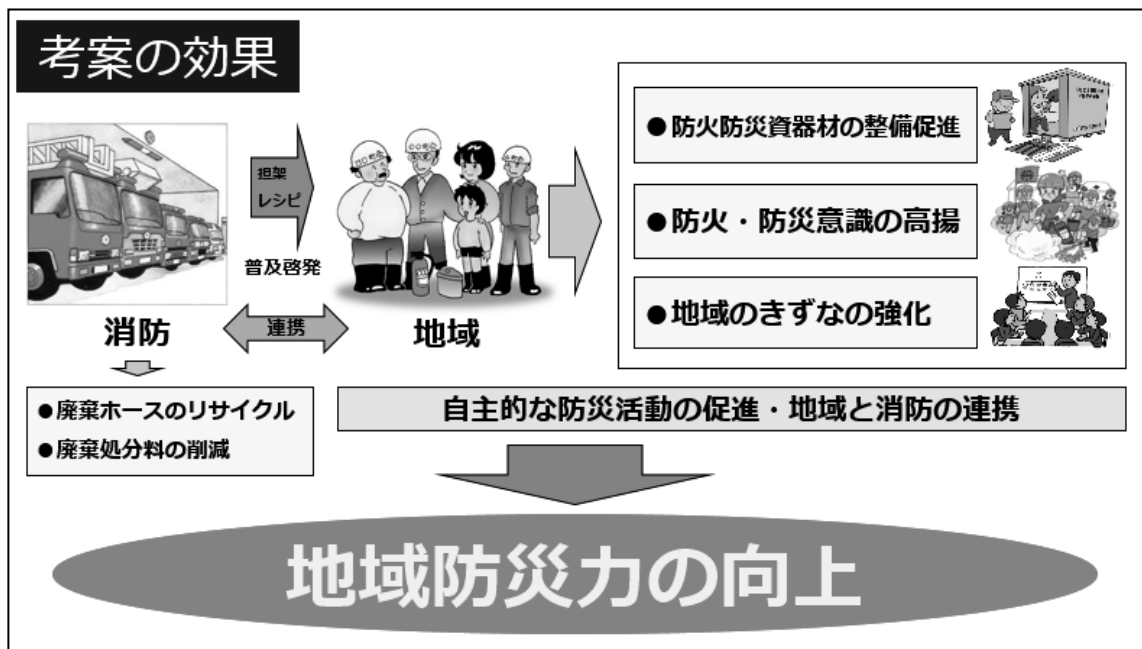 考案の効果
担架
レシピ
普及啓発
消防
連携
地域
●防火防災資器材の整備促進
●防火・防災意識の高揚
●地域のきずなの強化
●廃棄ホースのリサイクル
●廃棄処分料の削減
自主的な防災活動の促進・地域と消防の連携
地域防災力の向上